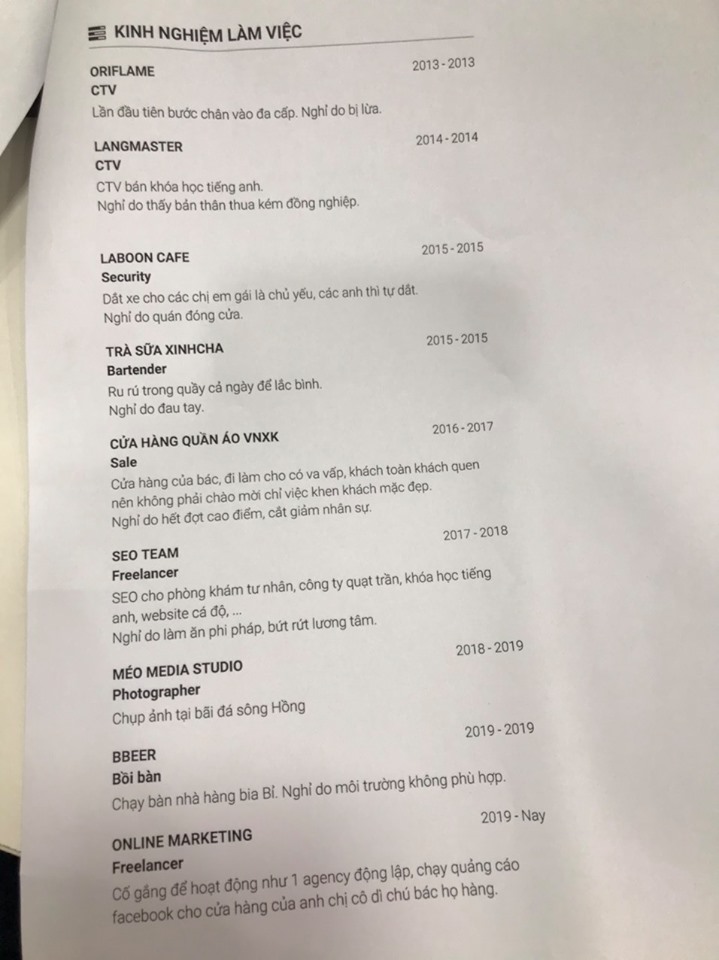 KINH NGHIỆM LÀM VIỆC
ORIFLAME 2013 - 2013
CTV
Lần đầu tiên bước chân vào đa cấp. Nghỉ do bị lừa.
LANGMASTER 2014 - 2014
CTV
CTV bán khóa học tiếng anh.
Nghỉ do thấy bản thân thua kém đồng nghiệp.
LABOON CAFE 2015 - 2015
Security
Dắt xe cho các chị em gái là chủ yếu, các anh thì tự dắt.
Nghỉ do quán đóng cửa.
TRÀ SỮA XINHCHA 2015 - 2015
Bartender
Ru rú trong quầy cả ngày để lắc bình.
Nghỉ do đau tay.
CỬA HÀNG QUẦN ÁO VNXK 2016 - 2017
Sale
Cửa hàng của bác, đi làm cho có va vấp, khách toàn khách quen
nên không phải chào mời chỉ việc khen khách mặc đẹp.
Nghỉ do hết đợt cao điểm, cắt giảm nhân sự.
SEO TEAM 2017 - 2018
Freelancer
SEO cho phòng khám tư nhân, công ty quạt trần, khóa học tiếng
anh, website cá độ, ...
Nghỉ do làm ăn phi pháp, bứt rứt lương tâm.
MÉO MEDIA STUDIO 2018 - 2019
Photographer
Chụp ảnh tại bãi đá sông Hồng
BBEER 2019 - 2019
Bồi bàn
Chạy bàn nhà hàng bia Bỉ. Nghỉ do môi trường không phù hợp.
ONLINE MARKETING 2019 - Nay
Freelancer
Cố gắng để hoạt động như 1 agency động lập, chạy quảng cáo
facebook cho cửa hàng của anh chị cô dì chú bác họ hàng.